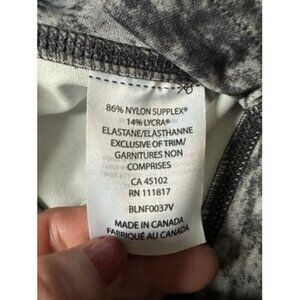 86% NYLON SUPPLEX®
14% LYCRA®
ELASTANE/ELASTHANNE
EXCLUSIVE OF TRIM/
GARNITURES NON
COMPRISES
CA 45102
RN 111817
BLNF0037V
MADE IN CANADA
FABRIQUÉ AU CANADA